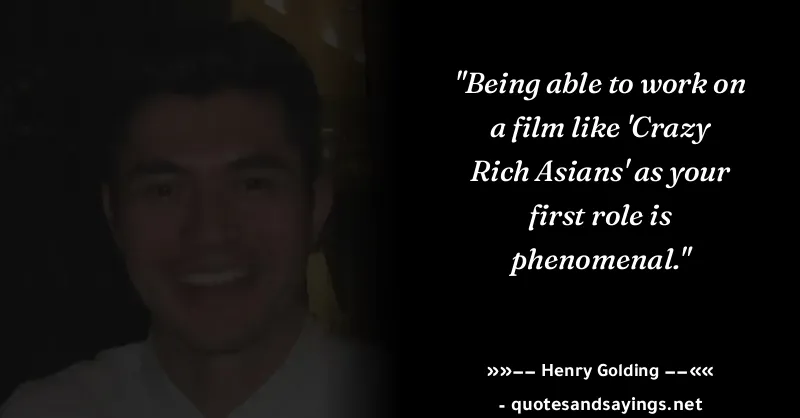 "Being able to work on
a film like 'Crazy
Rich Asians' as your
first role is
phenomenal."
»»−− Henry Golding −−««
- quotesandsayings.net